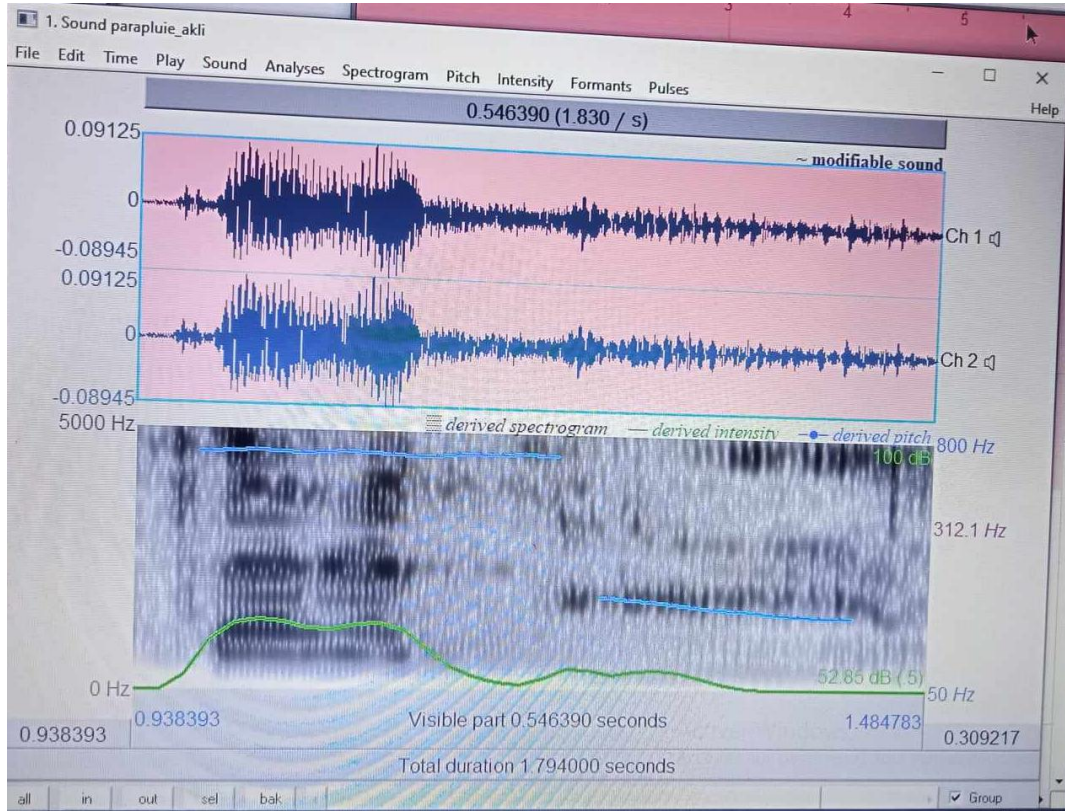 3 4 5
1. Sound parapluie_akli
File Edit Time Play Sound Analyses Spectrogram Pitch Intensity Formants Pulses
Help
0.546390 (1.830 / s)
0.09125
~ modifiable sound
0
Ch 1
-0.08945
0.09125
0
Ch 2
-0.08945
derived spectrogram derived intensity derived pitch
5000 Hz
800 Hz
100 dB
312.1 Hz
52.85 dB (.5)
0 Hz
50 Hz
0.938393 Visible part 0.546390 seconds 1.484783
0.938393 0.309217
Total duration 1.794000 seconds
all in out sel bak Group